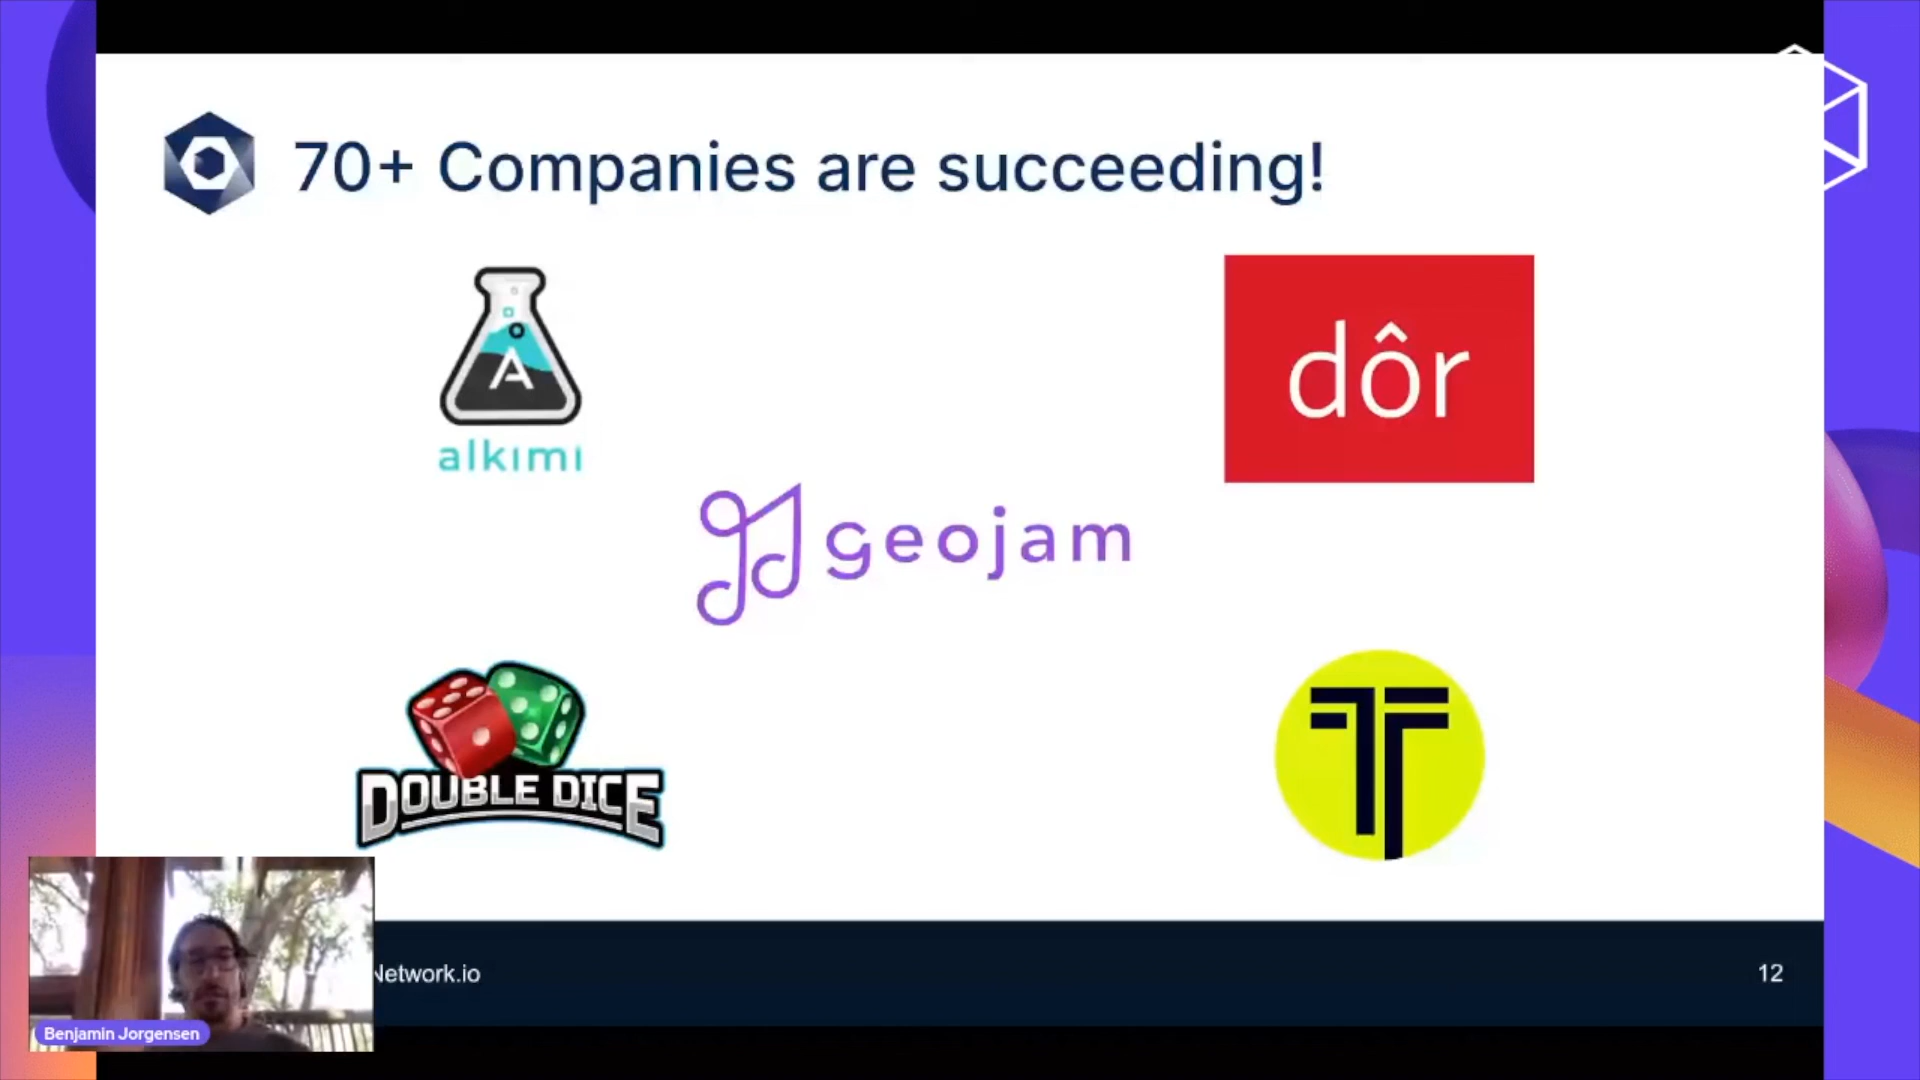 70+ Companies are succeeding!
A
alkimi
dôr
geojam
DOUBLE DICE
Network.io
12
Benjamin Jorgensen